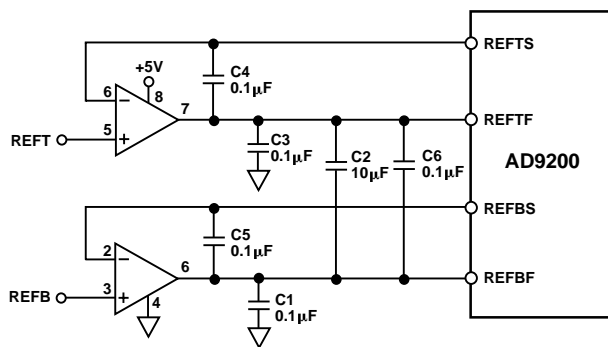 REFTS
+5V
C4
0.1µF
6
8
7
REFT
5
REFTF
C3
0.1µF
C2
10µF
C6
0.1µF
AD9200
REFBS
C5
0.1µF
2
6
REFBF
REFB
3
4
C1
0.1µF